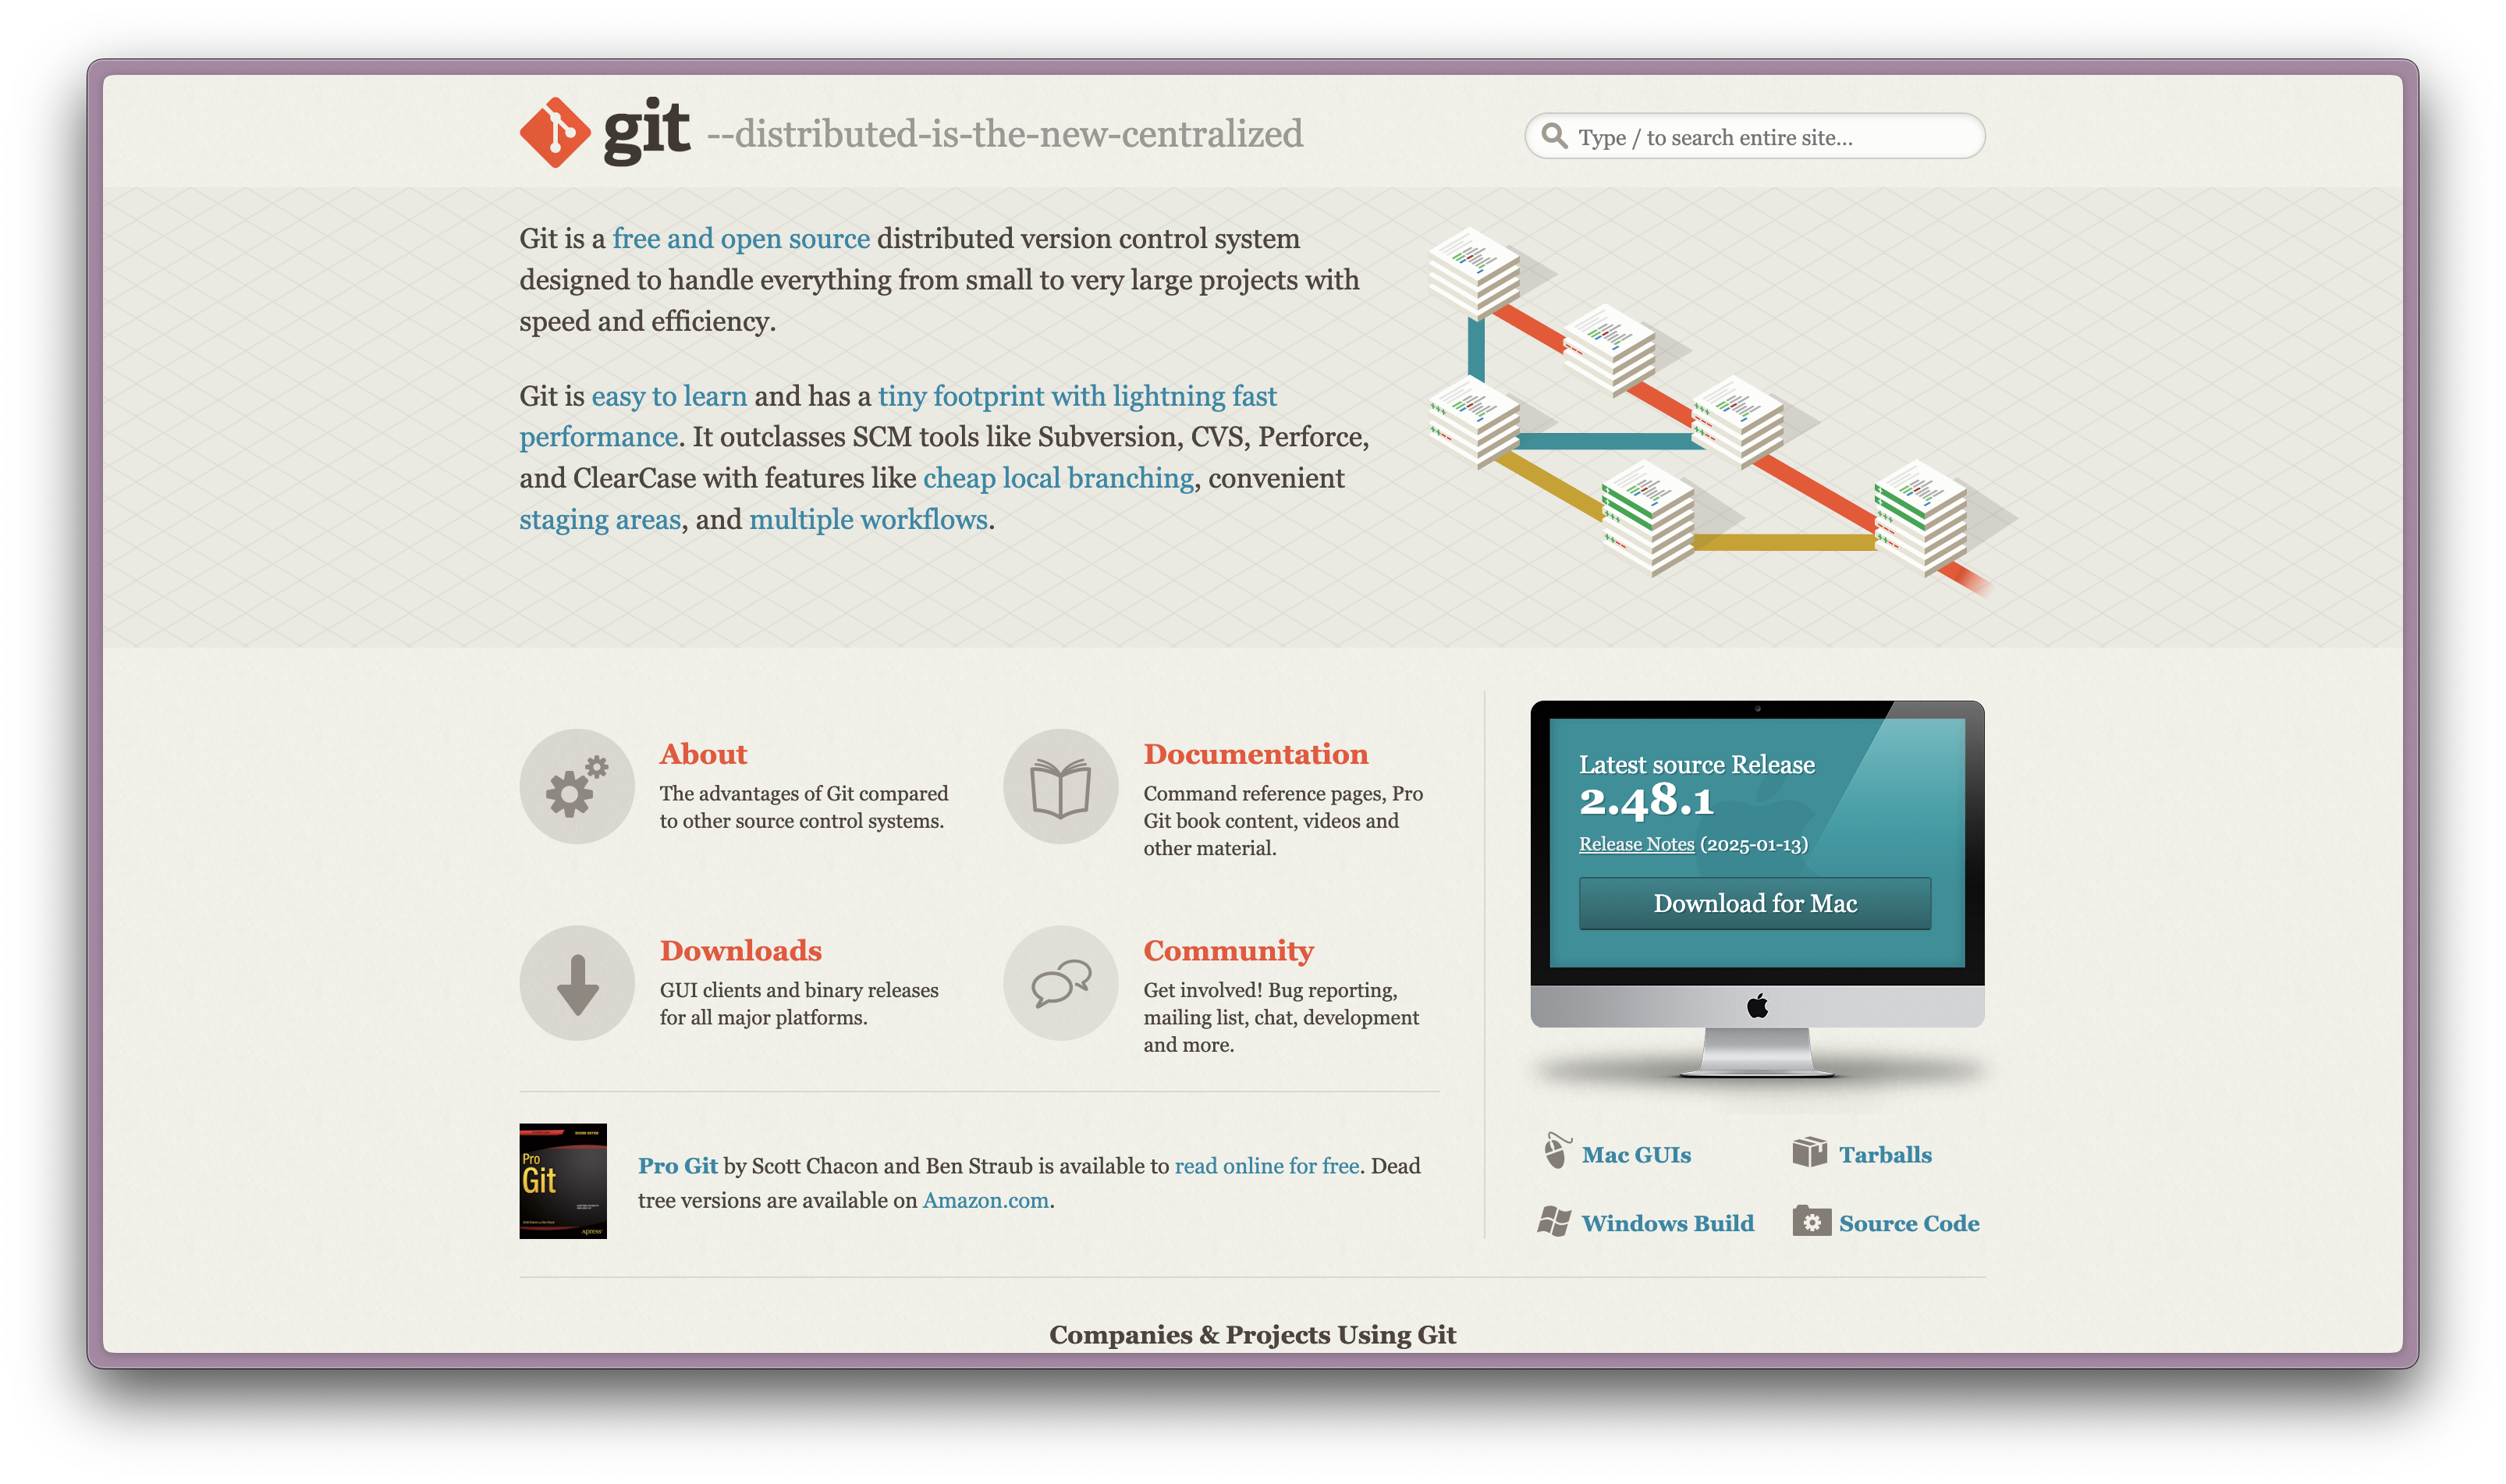 git --distributed-is-the-new-centralized
Type / to search entire site...
Git is a free and open source distributed version control system
designed to handle everything from small to very large projects with
speed and efficiency.
Git is easy to learn and has a tiny footprint with lightning fast
performance. It outclasses SCM tools like Subversion, CVS, Perforce,
and ClearCase with features like cheap local branching, convenient
staging areas, and multiple workflows.
About
The advantages of Git compared
to other source control systems.
Documentation
Command reference pages, Pro
Git book content, videos and
other material.
Downloads
GUI clients and binary releases
for all major platforms.
Community
Get involved! Bug reporting,
mailing list, chat, development
and more.
Pro
Git
Apress
Pro Git by Scott Chacon and Ben Straub is available to read online for free. Dead
tree versions are available on Amazon.com.
Latest source Release
2.48.1
Release Notes (2025-01-13)
Download for Mac
Mac GUIs
Tarballs
Windows Build
Source Code
Companies & Projects Using Git